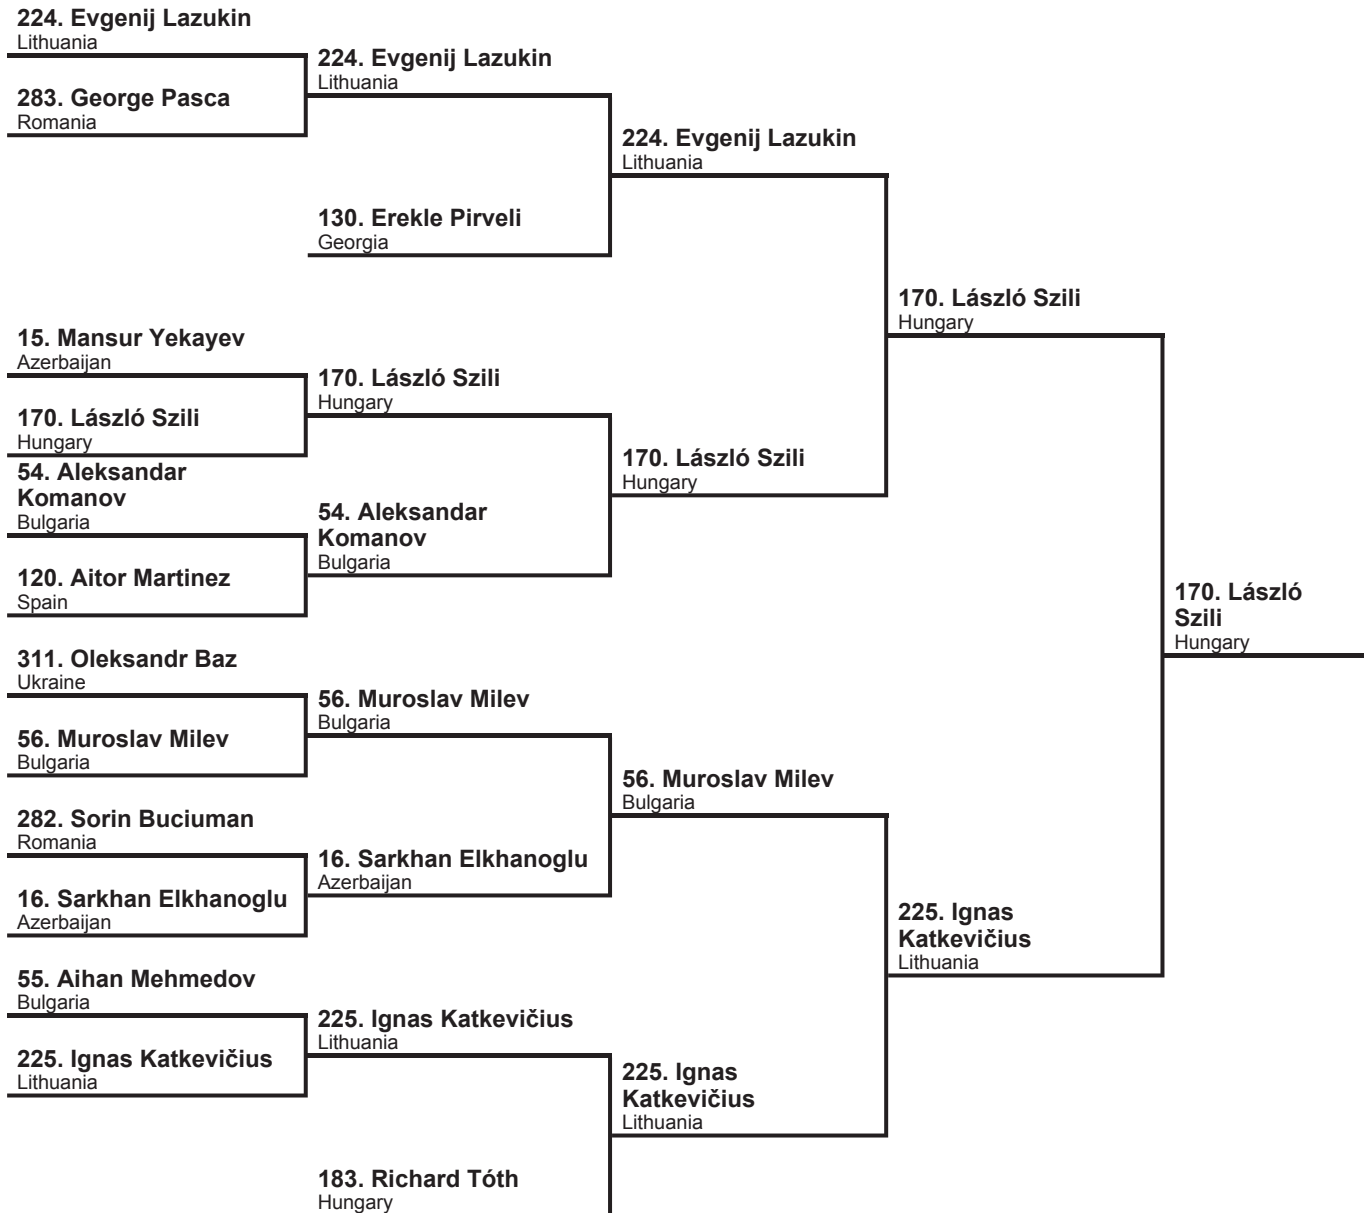 224. Evgenij Lazukin
Lithuania
283. George Pasca
Romania
15. Mansur Yekayev
Azerbaijan
170. László Szili
Hungary
54. Aleksandar
Komanov
Bulgaria
120. Aitor Martinez
Spain
311. Oleksandr Baz
Ukraine
56. Muroslav Milev
Bulgaria
282. Sorin Buciuman
Romania
16. Sarkhan Elkhanoglu
Azerbaijan
55. Aihan Mehmedov
Bulgaria
225. Ignas Katkevičius
Lithuania
224. Evgenij Lazukin
Lithuania
130. Erekle Pirveli
Georgia
170. László Szili
Hungary
54. Aleksandar
Komanov
Bulgaria
56. Muroslav Milev
Bulgaria
16. Sarkhan Elkhanoglu
Azerbaijan
225. Ignas Katkevičius
Lithuania
183. Richard Tóth
Hungary
224. Evgenij Lazukin
Lithuania
170. László Szili
Hungary
56. Muroslav Milev
Bulgaria
225. Ignas
Katkevičius
Lithuania
170. László Szili
Hungary
225. Ignas
Katkevičius
Lithuania
170. László
Szili
Hungary